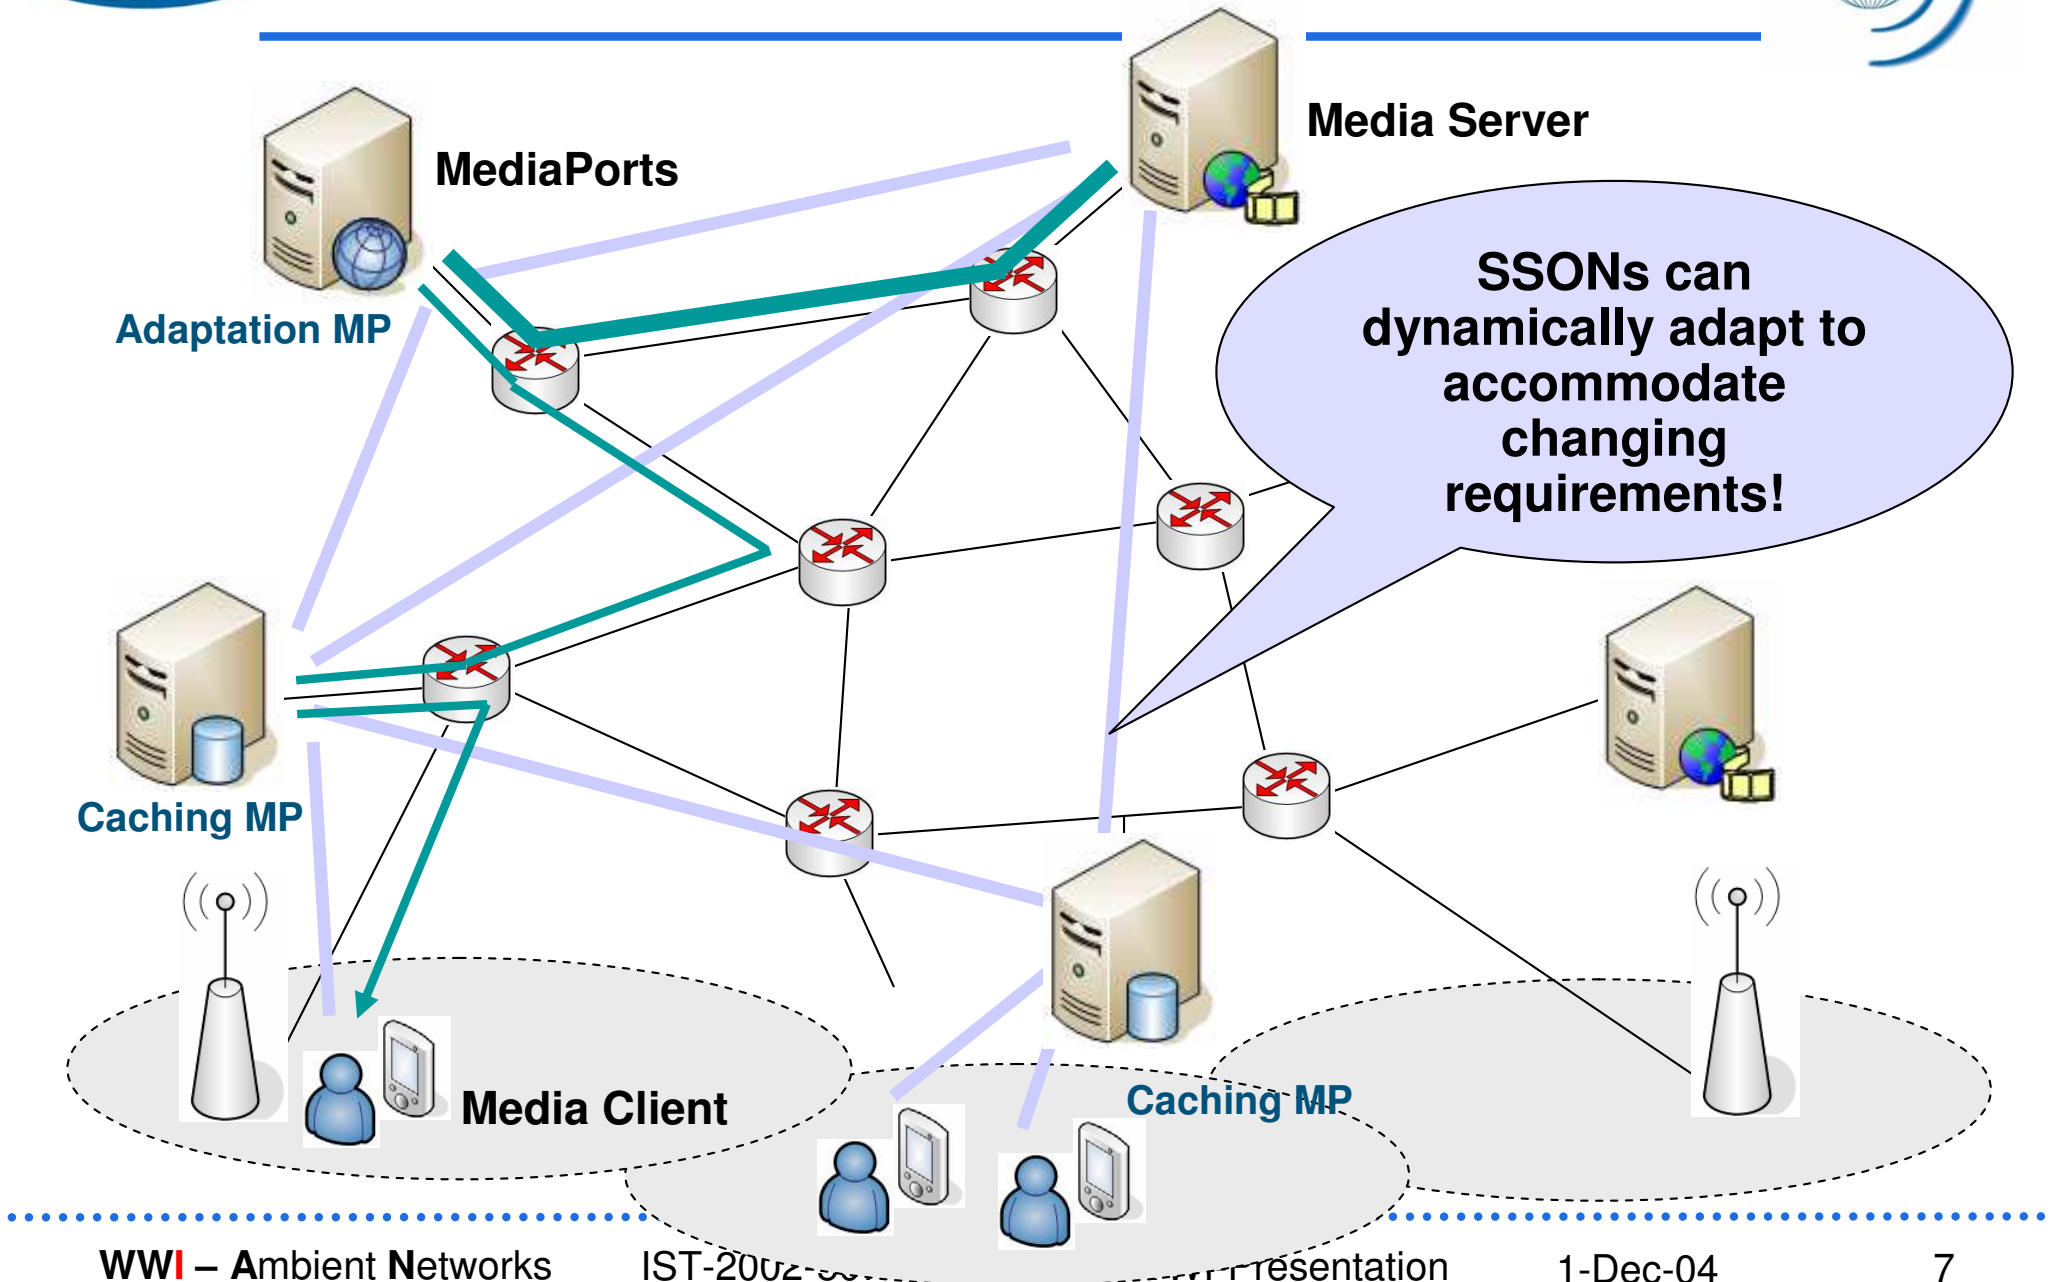 Media Server
MediaPorts
SSONs can
dynamically adapt to
accommodate
changing
requirements!
Adaptation MP
Caching MP
Caching MP
Media Client
WWI – Ambient Networks
Presentation
1-Dec-04
7